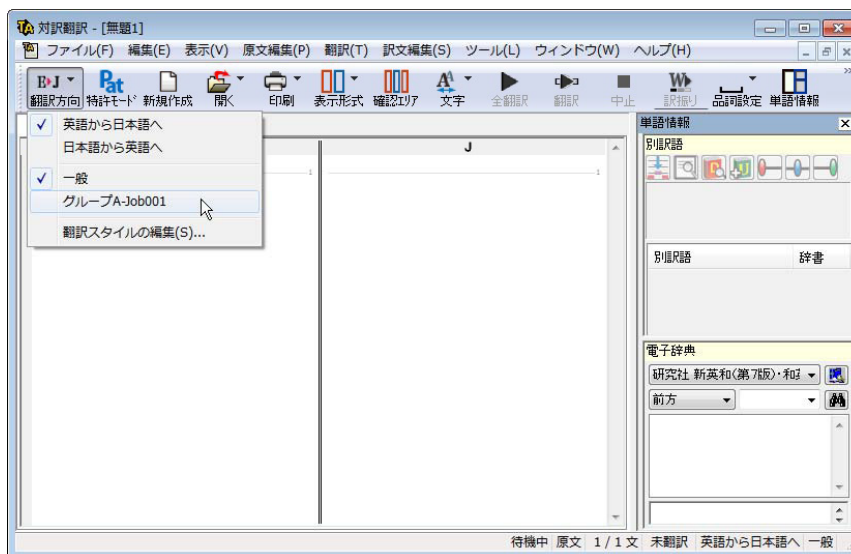 対訳翻訳 - [無題1]
ファイル(F) 編集(E) 表示(V) 原文編集(P) 翻訳(T) 訳文編集(S) ツール(L) ウィンドウ(W) ヘルプ(H)
E▸J Pat W
翻訳方向 特許モード 新規作成 開く 印刷 表示形式 確認エリア 文字 全翻訳 翻訳 中止 訳振り 品詞設定 単語情報
英語から日本語へ
日本語から英語へ
一般
グループA-Job001
翻訳スタイルの編集(S)...
J
1 1
単語情報
別訳語
別訳語 辞書
電子辞典
研究社 新英和(第7版)・和
前方
待機中 原文 1 / 1 文 未翻訳 英語から日本語へ 一般